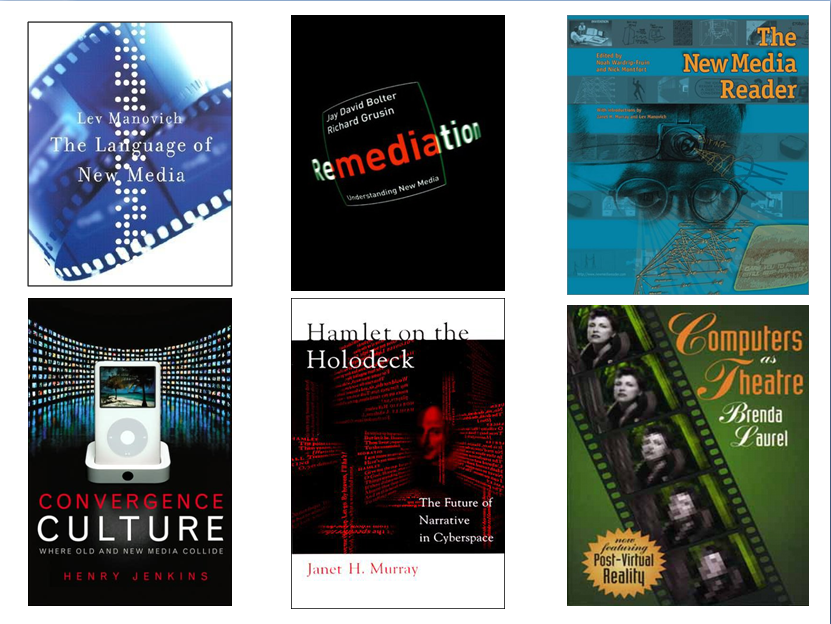 Lev Manovich
The Language of
New Media
Jay David Bolter
Richard Grusin
Remediation
Understanding New Media
The
New Media
Reader
Edited by
Noah Wardrip-Fruin
and Nick Montfort
With introductions by
Janet H. Murray and Lev Manovich
CONVERGENCE
CULTURE
WHERE OLD AND NEW MEDIA COLLIDE
HENRY JENKINS
Hamlet on the
Holodeck
The Future of
Narrative
in Cyberspace
Janet H. Murray
Computers
as
Theatre
Brenda
Laurel
now
featuring
Post-Virtual
Reality